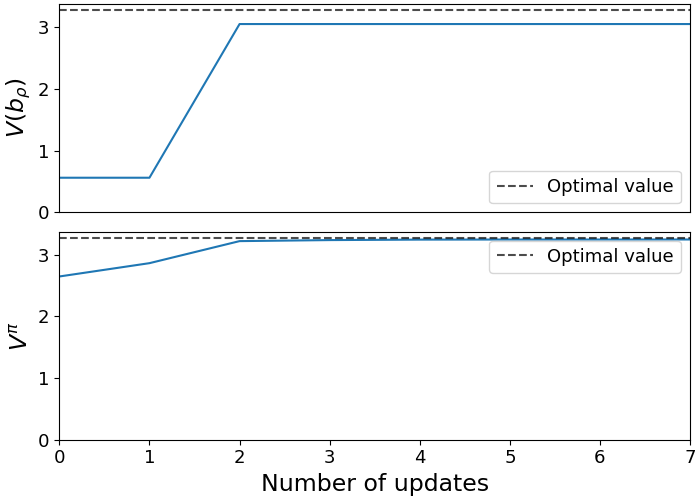 3
2
1
0
V(b_ρ)
Optimal value
3
2
1
0
V^π
Optimal value
0 1 2 3 4 5 6 7
Number of updates